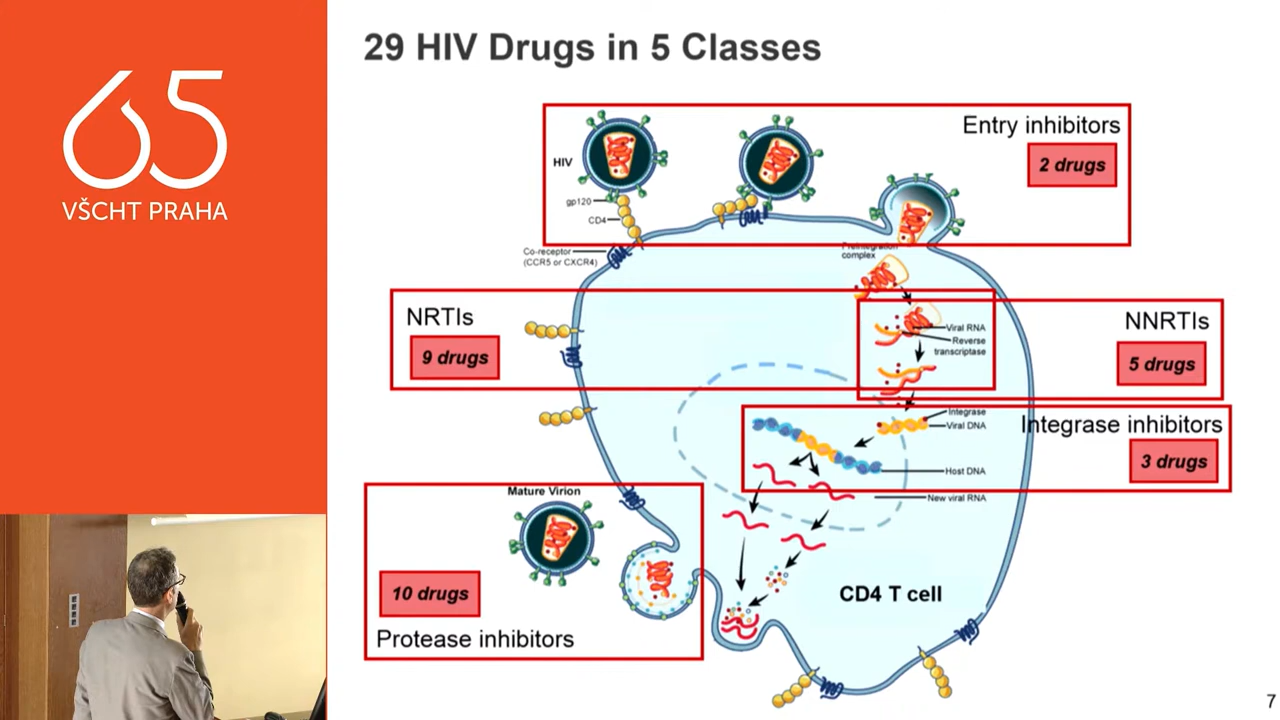 65
VŠCHT PRAHA
29 HIV Drugs in 5 Classes
Entry inhibitors
2 drugs
HIV
gp120
CD4
Co-receptor
(CCR5 or CXCR4)
Preintegration
complex
NRTIs
9 drugs
NNRTIs
5 drugs
Viral RNA
Reverse
transcriptase
Integrase inhibitors
3 drugs
Integrase
Viral DNA
Host DNA
New viral RNA
Mature Virion
10 drugs
Protease inhibitors
CD4 T cell
7